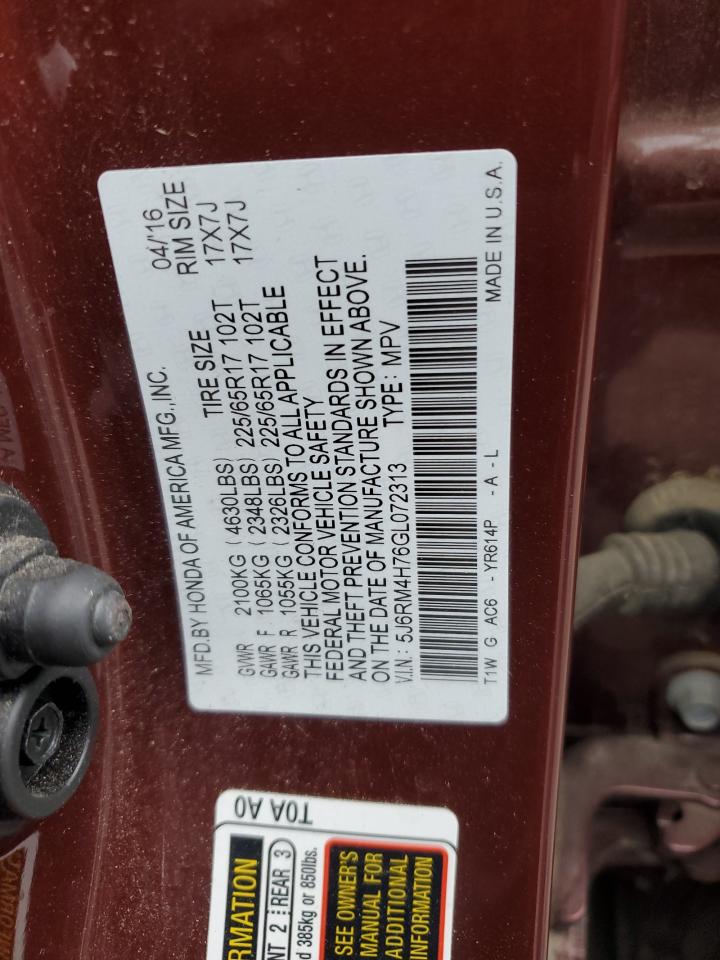 MFD.BY HONDA OF AMERICA MFG.,INC. 04/'16
TIRE SIZE RIM SIZE
GVWR 2100KG ( 4630LBS)
GAWR F 1065KG ( 2348LBS) 225/65R17 102T 17X7J
GAWR R 1055KG ( 2326LBS) 225/65R17 102T 17X7J
THIS VEHICLE CONFORMS TO ALL APPLICABLE
FEDERAL MOTOR VEHICLE SAFETY
AND THEFT PREVENTION STANDARDS IN EFFECT
ON THE DATE OF MANUFACTURE SHOWN ABOVE.
V.I.N.: 5J6RM4H76GL072313 TYPE: MPV
T1W G AC6 -YR614P -A-L MADE IN U.S.A.
T0A A0
RMATION
NT 2 REAR 3
d 385kg or 850lbs.
SEE OWNER'S
MANUAL FOR
ADDITIONAL
INFORMATION